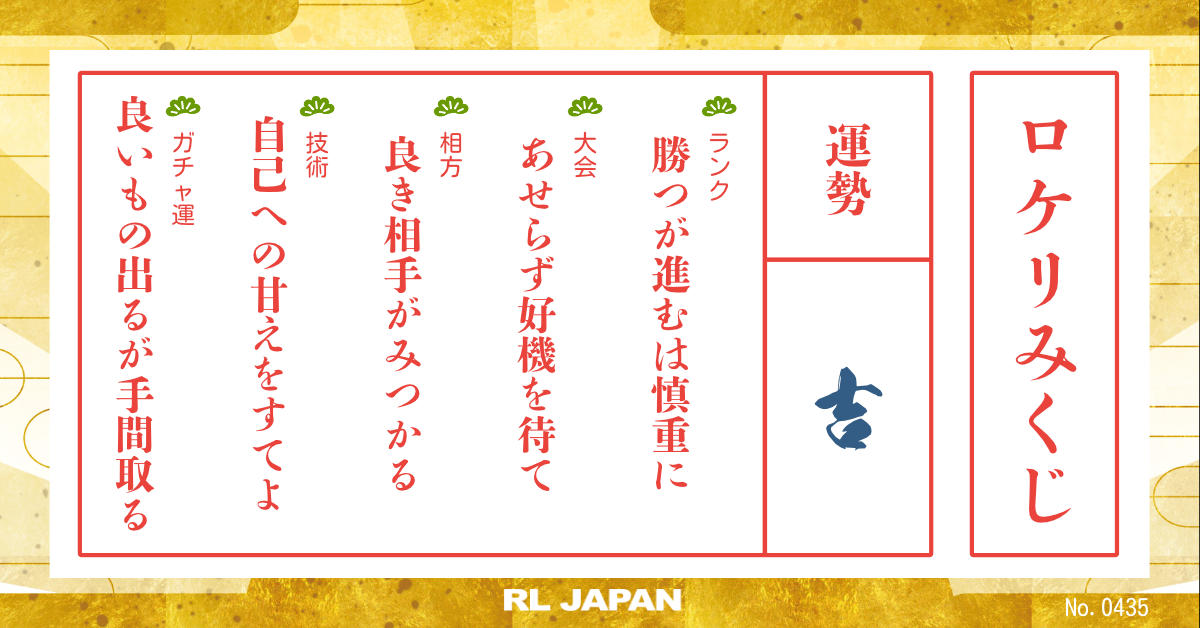 ロケリみくじ
運勢
吉
ランク
勝つが進むは慎重に
大会
あせらず好機を待て
相方
良き相手がみつかる
技術
自己への甘えをすてよ
ガチャ運
良いもの出るが手間取る
RL JAPAN
No. 0435